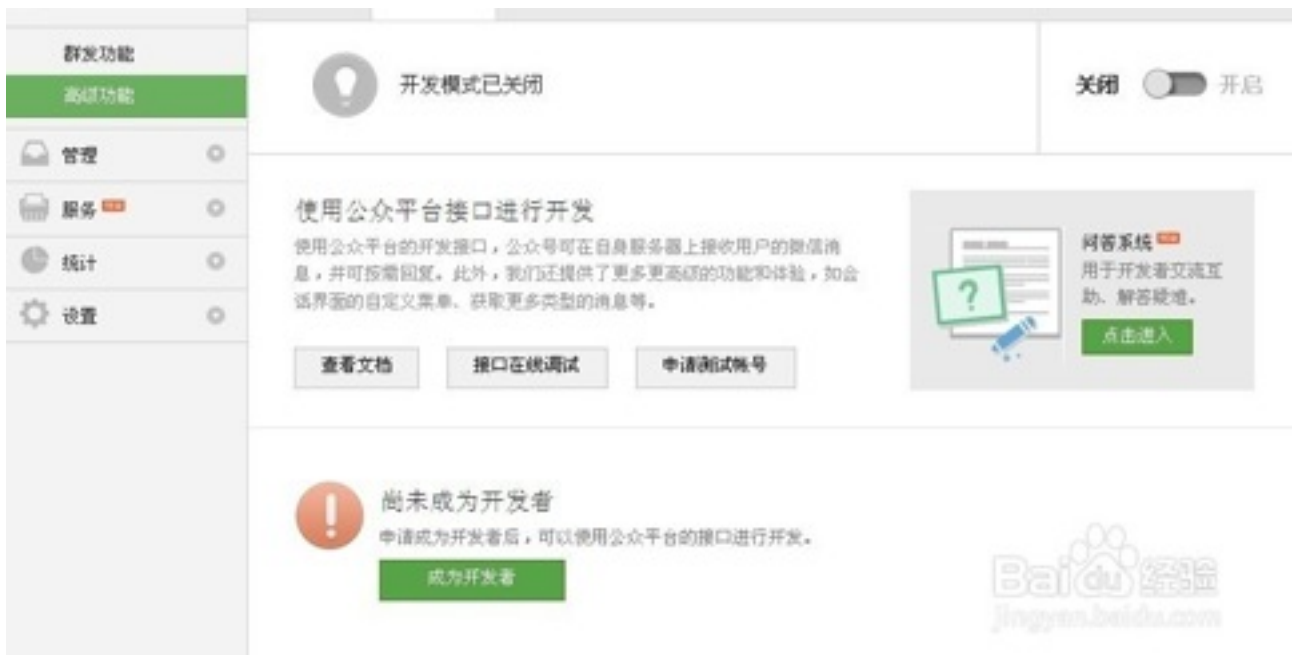 群发功能
高级功能
管理
服务
统计
设置
开发模式已关闭
关闭
开启
使用公众平台接口进行开发
使用公众平台的开发接口，公众号可在自身服务器上接收用户的微信消
息，并可按需回复。此外，我们还提供了更多更高级的功能和体验，如会
话界面的自定义菜单、获取更多类型的消息等。
查看文档
接口在线调试
申请测试帐号
问答系统
用于开发者交流互
助、解答疑难。
点击进入
尚未成为开发者
申请成为开发者后，可以使用公众平台的接口进行开发。
成为开发者
Baidu 经验
jingyan.baidu.com